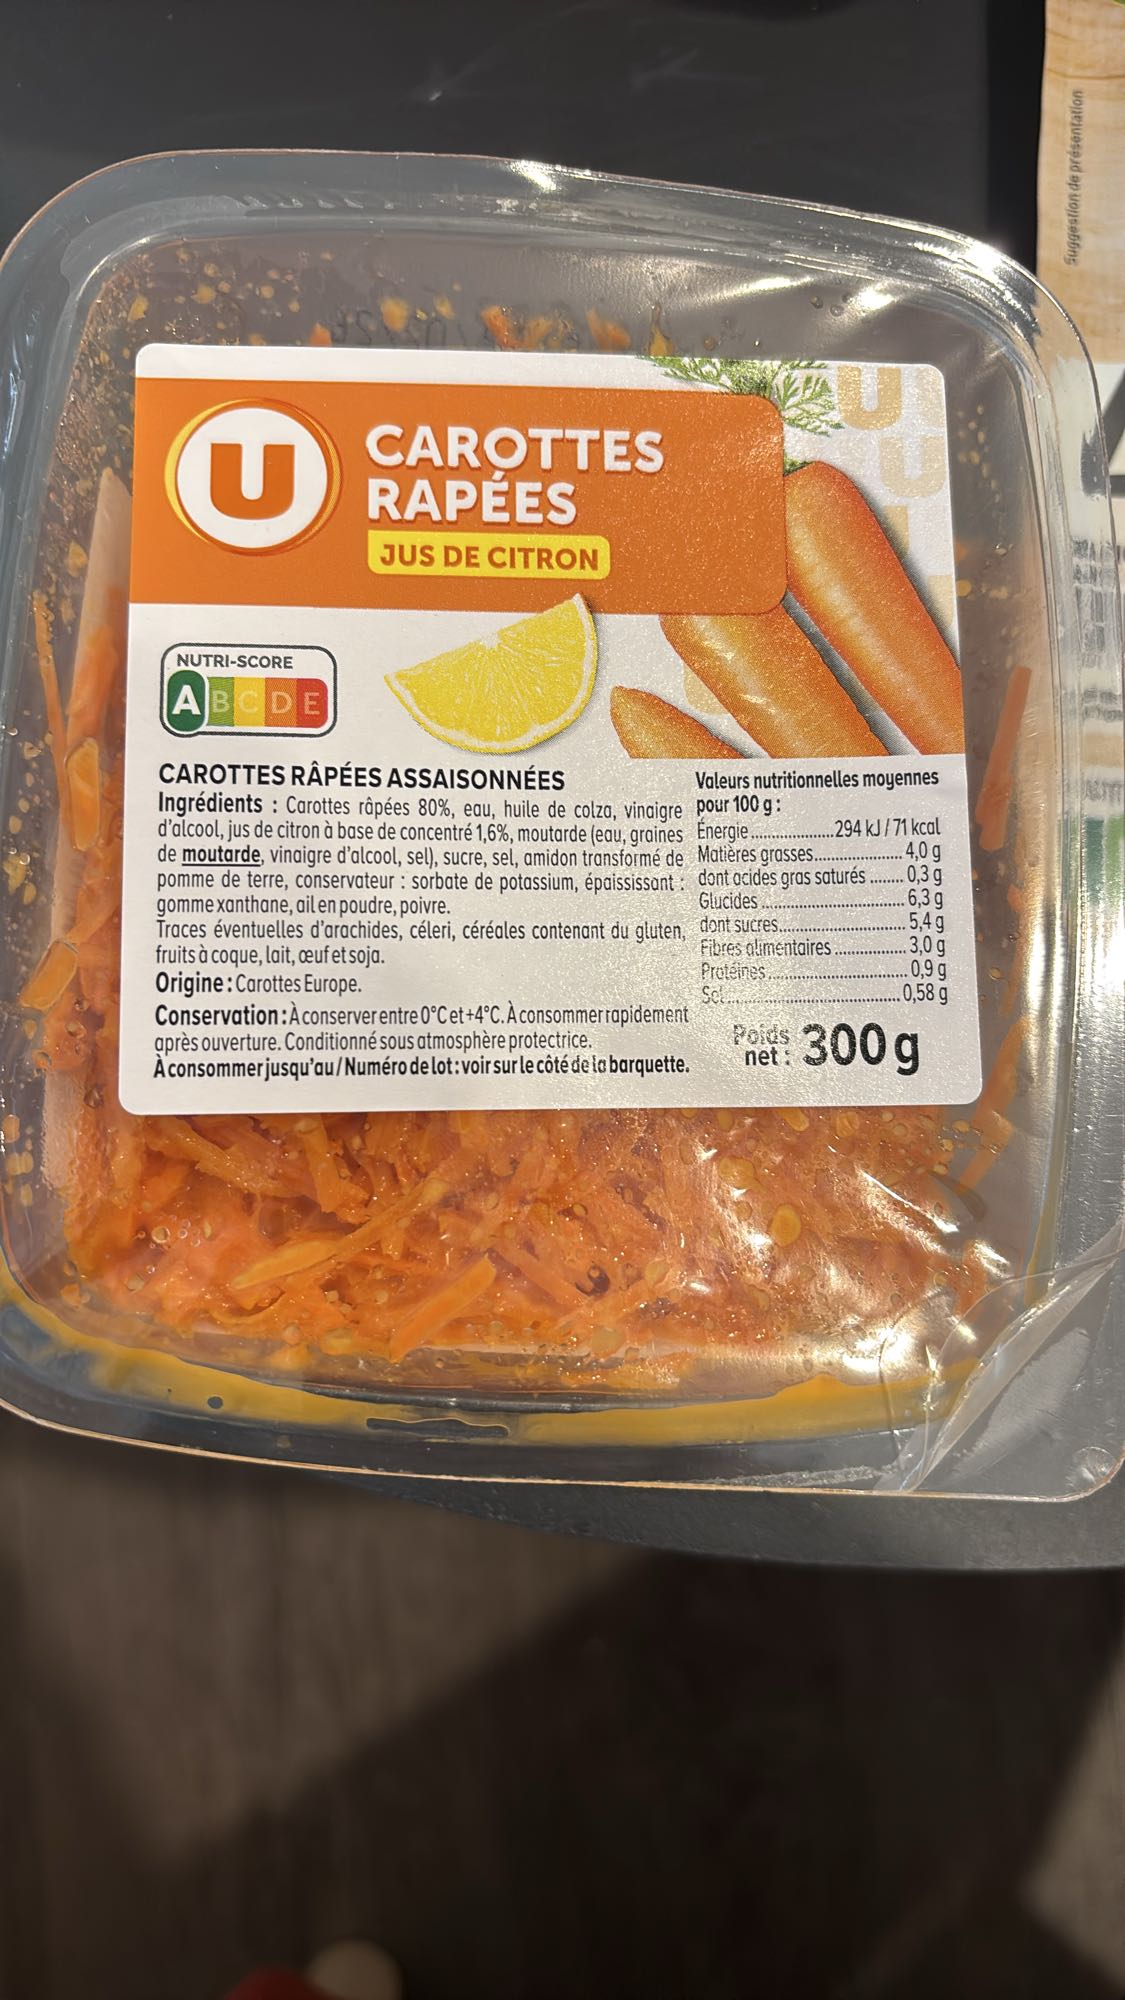 Suggestion de présentation
U
CAROTTES
RAPÉES
JUS DE CITRON
NUTRI-SCORE
A B C D E
CAROTTES RÂPÉES ASSAISONNÉES
Ingrédients : Carottes râpées 80%, eau, huile de colza, vinaigre
d'alcool, jus de citron à base de concentré 1,6%, moutarde (eau, graines
de moutarde, vinaigre d'alcool, sel), sucre, sel, amidon transformé de
pomme de terre, conservateur : sorbate de potassium, épaississant :
gomme xanthane, ail en poudre, poivre.
Traces éventuelles d'arachides, céleri, céréales contenant du gluten,
fruits à coque, lait, œuf et soja.
Origine : Carottes Europe.
Conservation : À conserver entre 0°C et +4°C. À consommer rapidement
après ouverture. Conditionné sous atmosphère protectrice.
À consommer jusqu'au / Numéro de lot : voir sur le côté de la barquette.
Valeurs nutritionnelles moyennes
pour 100 g :
Énergie..............294 kJ / 71 kcal
Matières grasses................4,0 g
dont acides gras saturés........0,3 g
Glucides........................6,3 g
dont sucres.....................5,4 g
Fibres alimentaires.............3,0 g
Protéines.......................0,9 g
Sel.............................0,58 g
Poids
net : 300 g